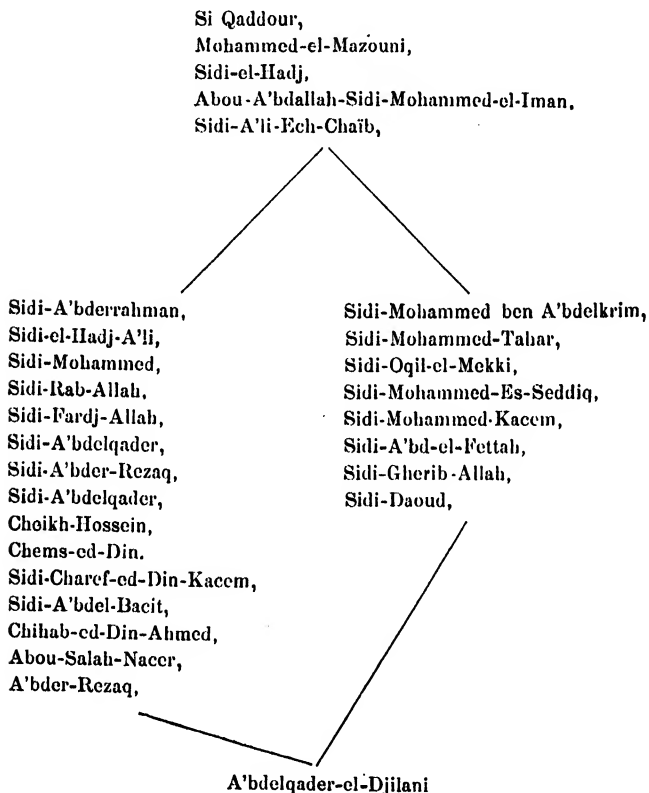 Si Qaddour,
Mohammed-el-Mazouni,
Sidi-el-Hadj,
Abou-A'bdallah-Sidi-Mohammed-el-Iman,
Sidi-A'li-Ech-Chaïb,
Sidi-A'bderrahman,
Sidi-el-Hadj-A'li,
Sidi-Mohammed,
Sidi-Rab-Allah,
Sidi-Fardj-Allah,
Sidi-A'bdelqader,
Sidi-A'bder-Rezaq,
Sidi-A'bdelqader,
Cheikh-Hossein,
Chems-ed-Din.
Sidi-Charef-ed-Din-Kacem,
Sidi-A'bdel-Bacit,
Chihab-ed-Din-Ahmed,
Abou-Salah-Nacer,
A'bder-Rezaq,
Sidi-Mohammed ben A'bdelkrim,
Sidi-Mohammed-Tahar,
Sidi-Oqil-el-Mekki,
Sidi-Mohammed-Es-Seddiq,
Sidi-Mohammed-Kacem,
Sidi-A'bd-el-Fettah,
Sidi-Gherib-Allah,
Sidi-Daoud,
A'bdelqader-el-Djilani